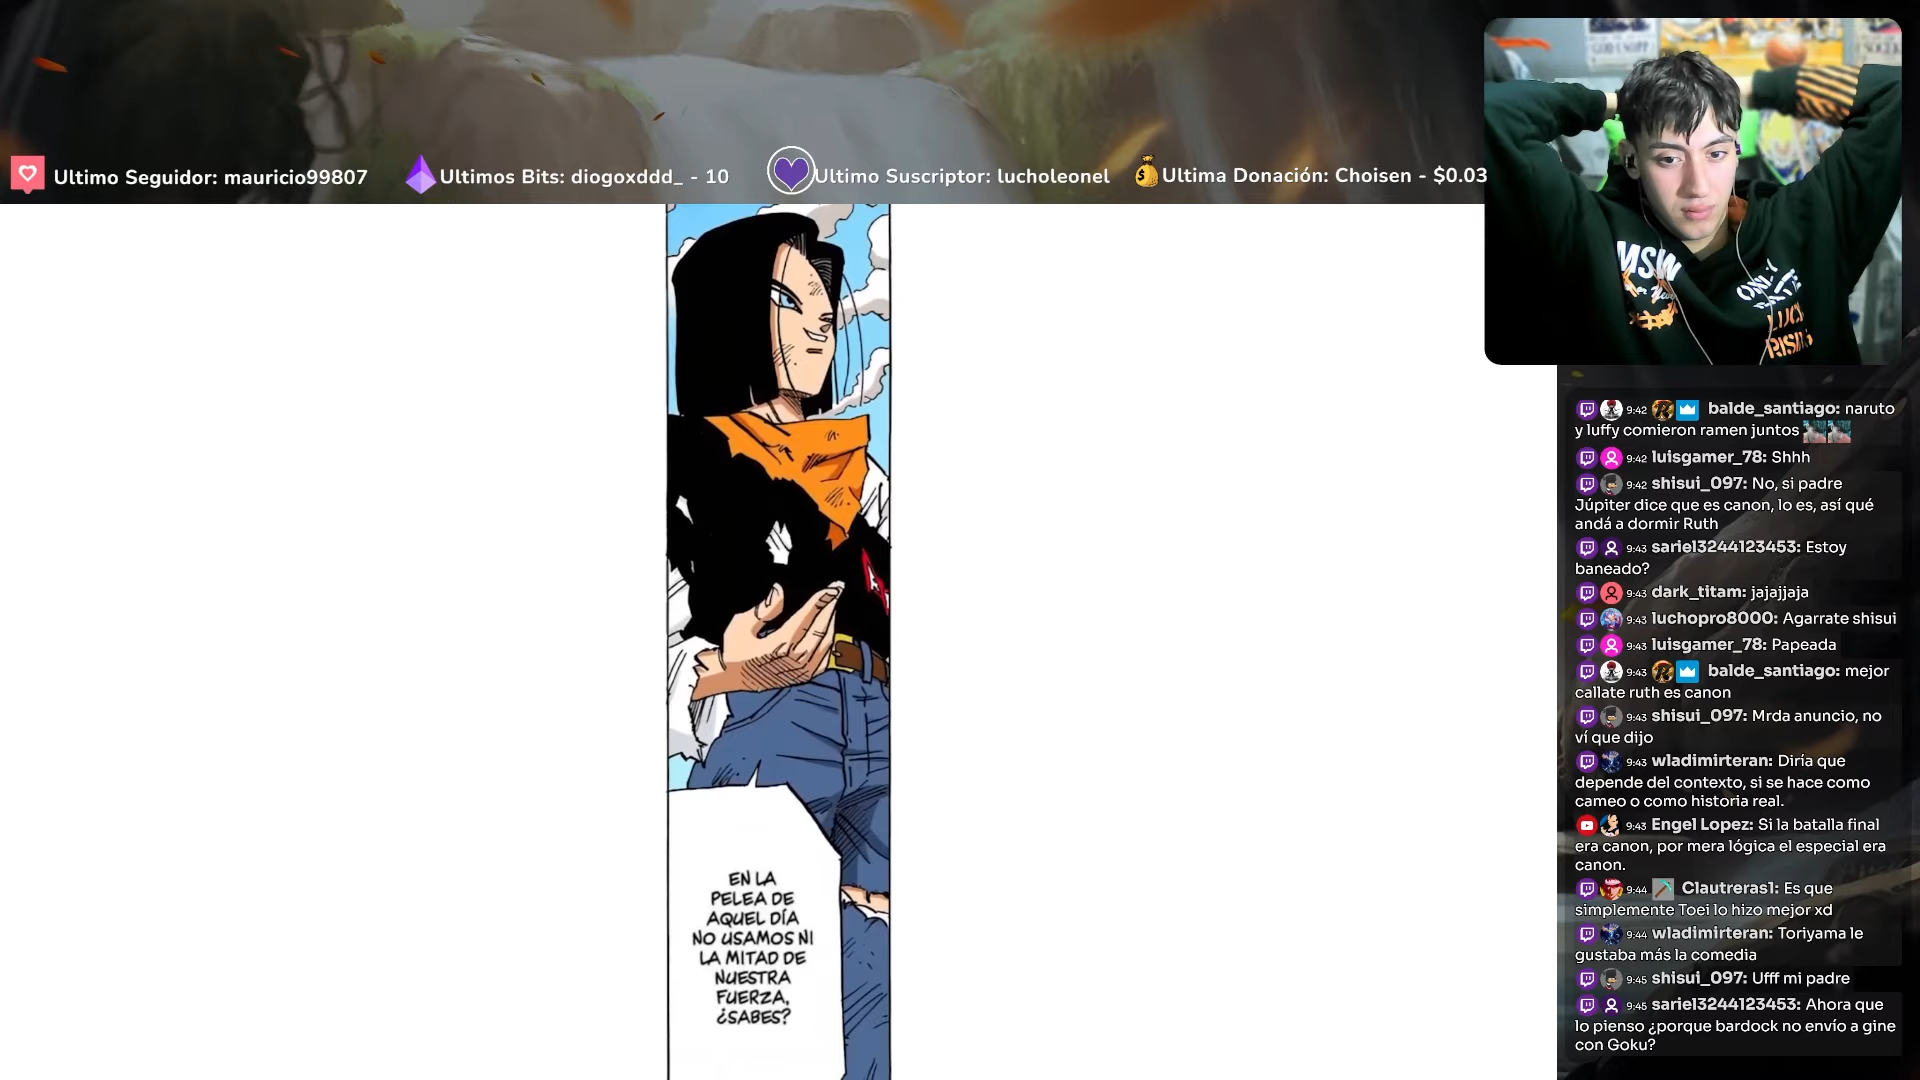 Ultimo Seguidor: mauricio99807
Ultimos Bits: diogoxddd_ - 10
Ultimo Suscriptor: lucholeonel
Ultima Donación: Choisen - $0.03
EN LA
PELEA DE
AQUEL DÍA
NO USAMOS NI
LA MITAD DE
NUESTRA
FUERZA,
¿SABES?
MSW
ONLY
LUCK
9:42 balde_santiago: naruto
y luffy comieron ramen juntos
9:42 luisgamer_78: Shhh
9:42 shisui_097: No, si padre
Júpiter dice que es canon, lo es, así qué
andá a dormir Ruth
9:43 sariel3244123453: Estoy
baneado?
9:43 dark_titam: jajajjaja
9:43 luchopro8000: Agarrate shisui
9:43 luisgamer_78: Papeada
9:43 balde_santiago: mejor
callate ruth es canon
9:43 shisui_097: Mrda anuncio, no
ví que dijo
9:43 wladimirteran: Diría que
depende del contexto, si se hace como
cameo o como historia real.
9:43 Engel Lopez: Si la batalla final
era canon, por mera lógica el especial era
canon.
9:44 Clautreras1: Es que
simplemente Toei lo hizo mejor xd
9:44 wladimirteran: Toriyama le
gustaba más la comedia
9:45 shisui_097: Ufff mi padre
9:45 sariel3244123453: Ahora que
lo pienso ¿porque bardock no envío a gine
con Goku?